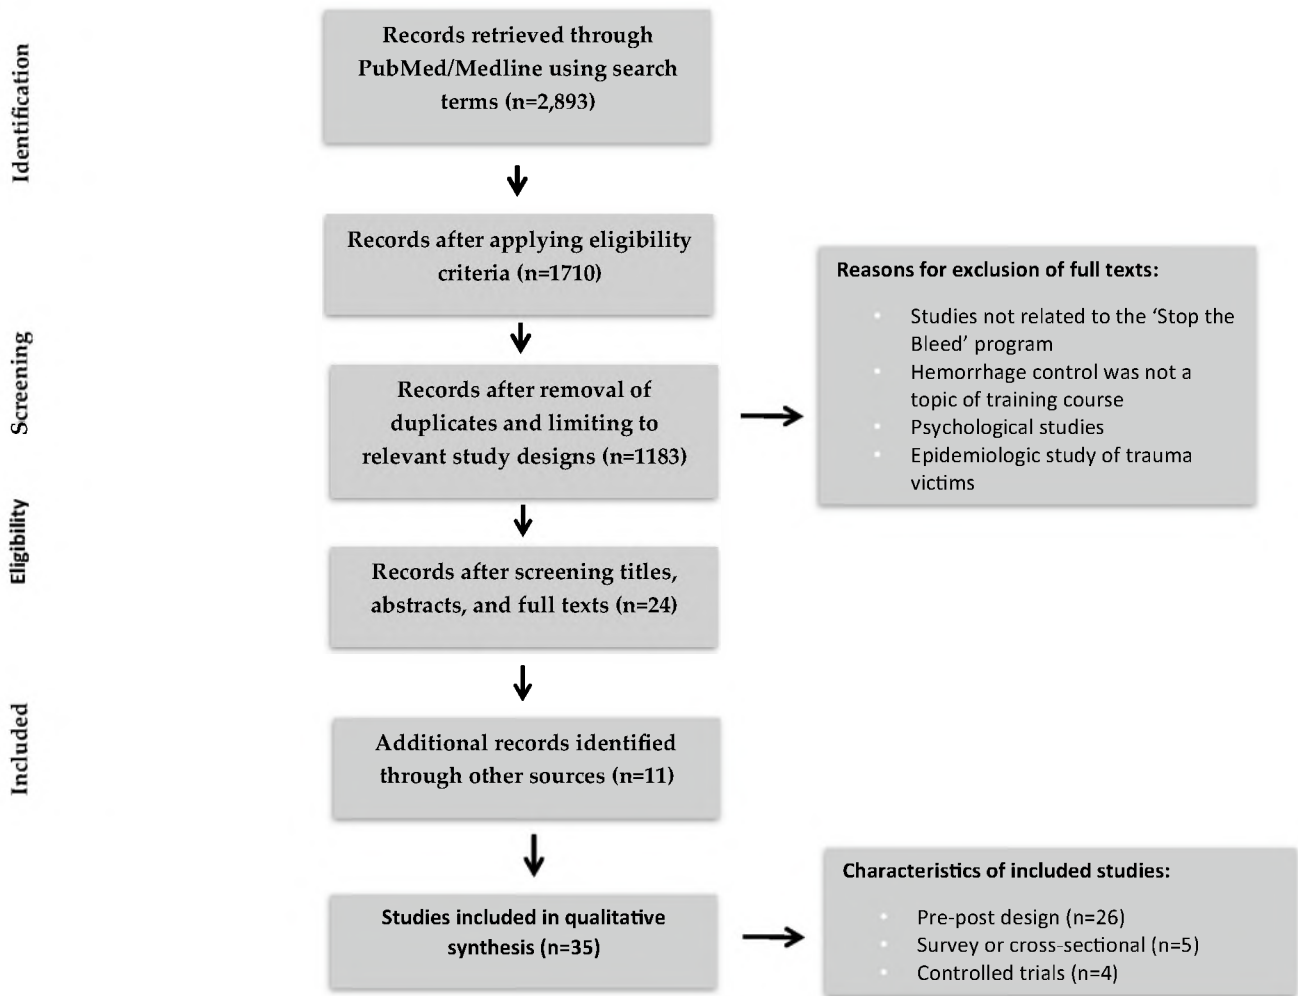 Identification
Records retrieved through
PubMed/Medline using search
terms (n=2,893)
Records after applying eligibility
criteria (n=1710)
Screening
Records after removal of
duplicates and limiting to
relevant study designs (n=1183)
Reasons for exclusion of full texts:
Studies not related to the ‘Stop the
Bleed’ program
Hemorrhage control was not a
topic of training course
Psychological studies
Epidemiologic study of trauma
victims
Eligibility
Records after screening titles,
abstracts, and full texts (n=24)
Included
Additional records identified
through other sources (n=11)
Studies included in qualitative
synthesis (n=35)
Characteristics of included studies:
Pre-post design (n=26)
Survey or cross-sectional (n=5)
Controlled trials (n=4)